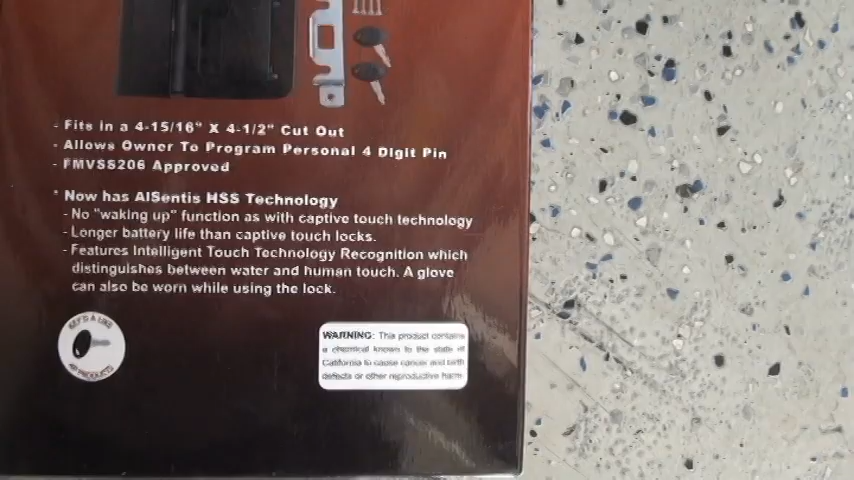 - Fits In a 4-15/16" X 4-1/2" Cut Out
- Allows Owner To Program Personal 4 Digit Pin
- FMVSS206 Approved
* Now has AlSentis HSS Technology
- No "waking up" function as with captive touch technology
- Longer battery life than captive touch locks.
- Features Intelligent Touch Technology Recognition which
distinguishes between water and human touch. A glove
can also be worn while using the lock.
KEY'D A LIKE
AP PRODUCTS
WARNING: This product contains
a chemical known to the state of
California to cause cancer and birth
defects or other reproductive harm.